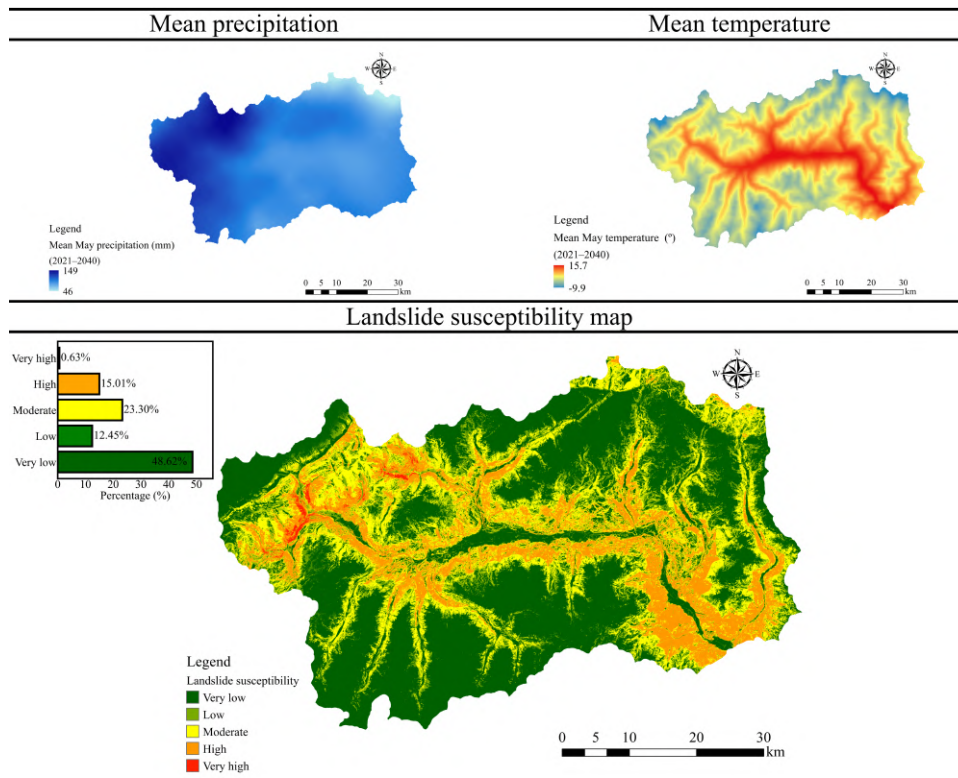 Mean precipitation
Mean temperature
N
W E
S
Legend
Mean May precipitation (mm)
(2021–2040)
149
46
0 5 10 20 30
km
N
W E
S
Legend
Mean May temperature (º)
(2021–2040)
15.7
-9.9
0 5 10 20 30
km
Landslide susceptibility map
Very high 0.63%
High 15.01%
Moderate 23.30%
Low 12.45%
Very low 48.62%
0 10 20 30 40 50
Percentage (%)
N
W E
S
Legend
Landslide susceptibility
Very low
Low
Moderate
High
Very high
0 5 10 20 30
km